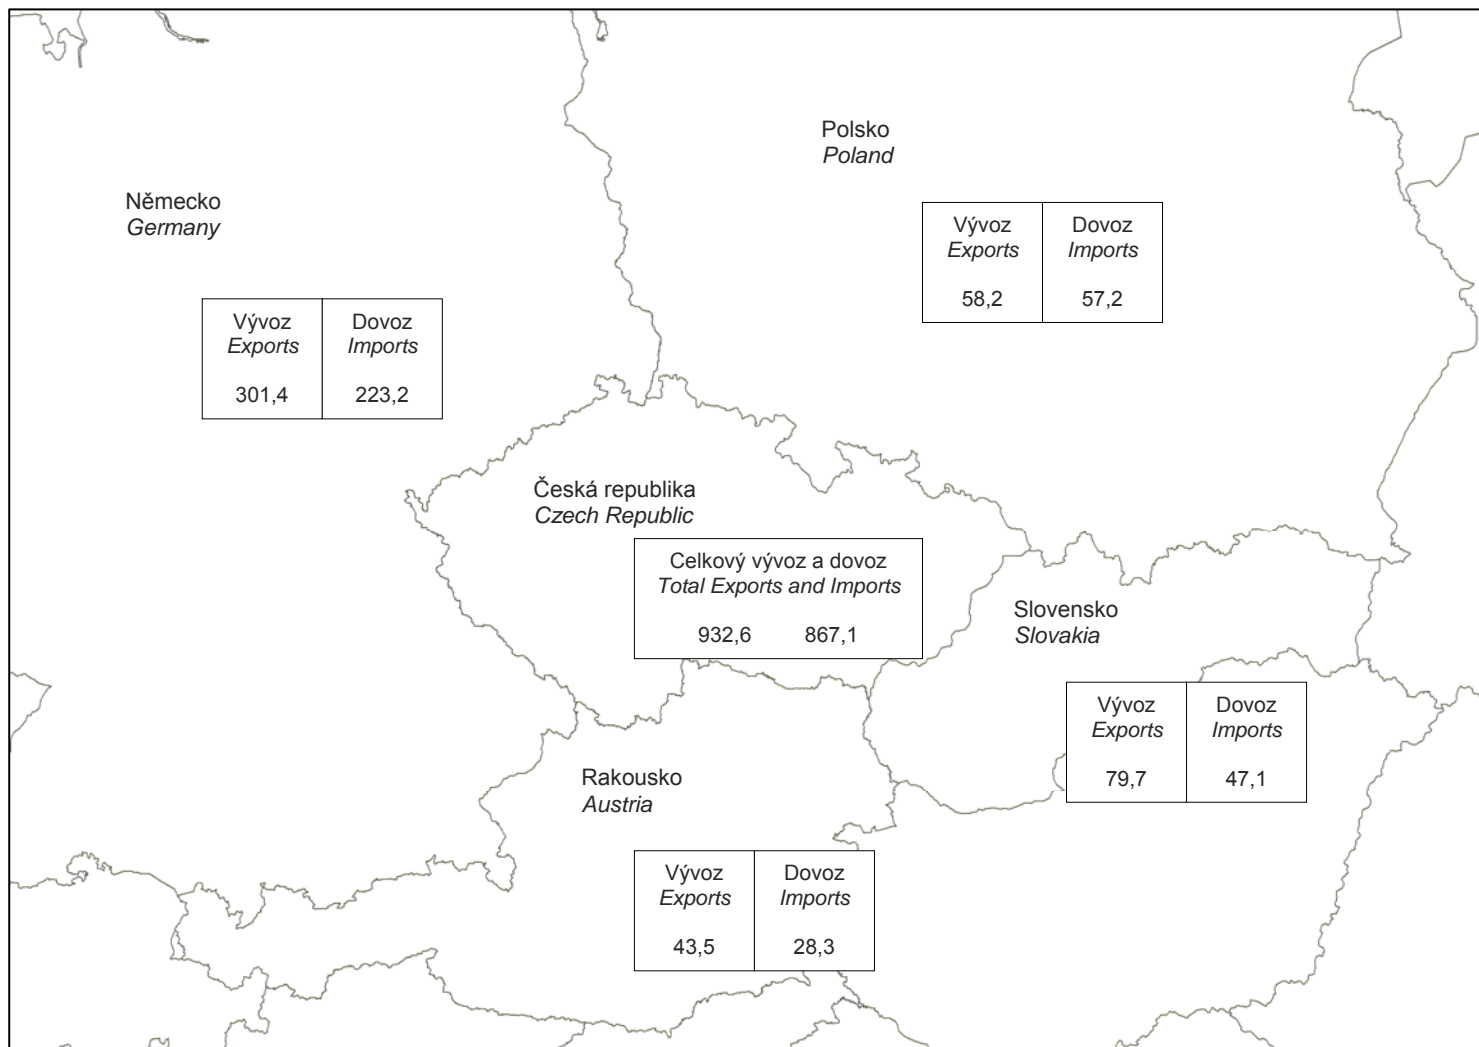 Polsko
Poland
Vývoz
Exports
58,2
Dovoz
Imports
57,2
Německo
Germany
Vývoz
Exports
301,4
Dovoz
Imports
223,2
Česká republika
Czech Republic
Celkový vývoz a dovoz
Total Exports and Imports
932,6 867,1
Slovensko
Slovakia
Vývoz
Exports
79,7
Dovoz
Imports
47,1
Rakousko
Austria
Vývoz
Exports
43,5
Dovoz
Imports
28,3